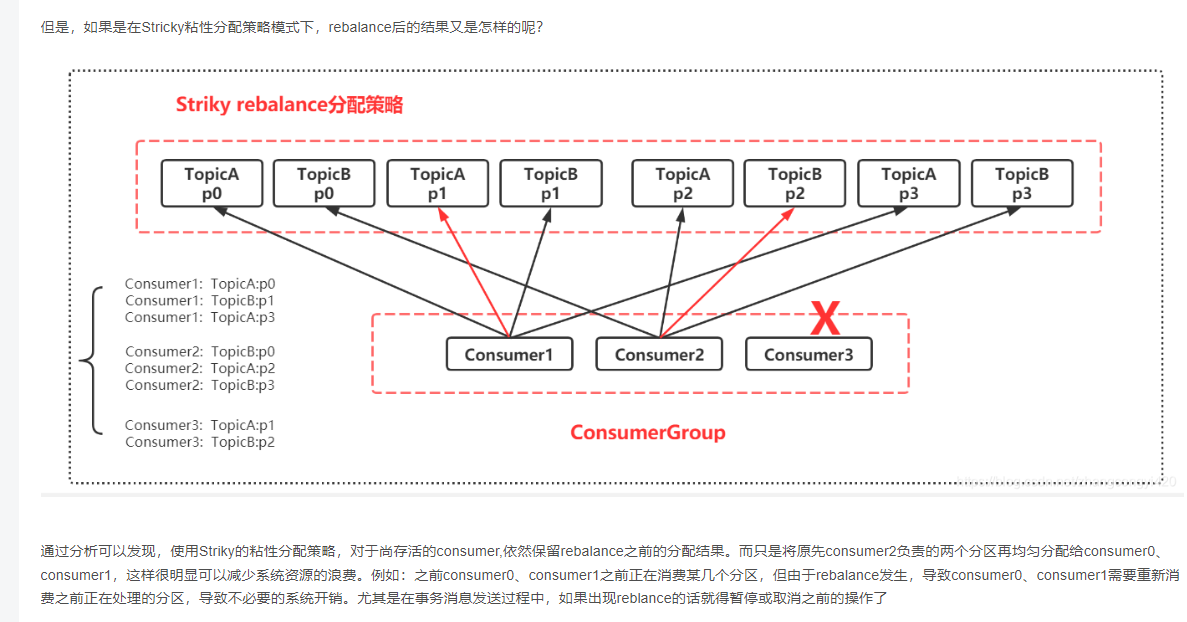 但是，如果是在Stricky粘性分配策略模式下，rebalance后的结果又是怎样的呢？
Striky rebalance分配策略
TopicA p0
TopicB p0
TopicA p1
TopicB p1
TopicA p2
TopicB p2
TopicA p3
TopicB p3
Consumer1: TopicA:p0
Consumer1: TopicB:p1
Consumer1: TopicA:p3
Consumer2: TopicB:p0
Consumer2: TopicA:p2
Consumer2: TopicB:p3
Consumer3: TopicA:p1
Consumer3: TopicB:p2
X
Consumer1
Consumer2
Consumer3
ConsumerGroup
通过分析可以发现，使用Striky的粘性分配策略，对于尚存活的consumer,依然保留rebalance之前的分配结果。而只是将原先consumer2负责的两个分区再均匀分配给consumer0、
consumer1，这样很明显可以减少系统资源的浪费。例如：之前consumer0、consumer1之前正在消费某几个分区，但由于rebalance发生，导致consumer0、consumer1需要重新消
费之前正在处理的分区，导致不必要的系统开销。尤其是在事务消息发送过程中，如果出现reblance的话就得暂停或取消之前的操作了